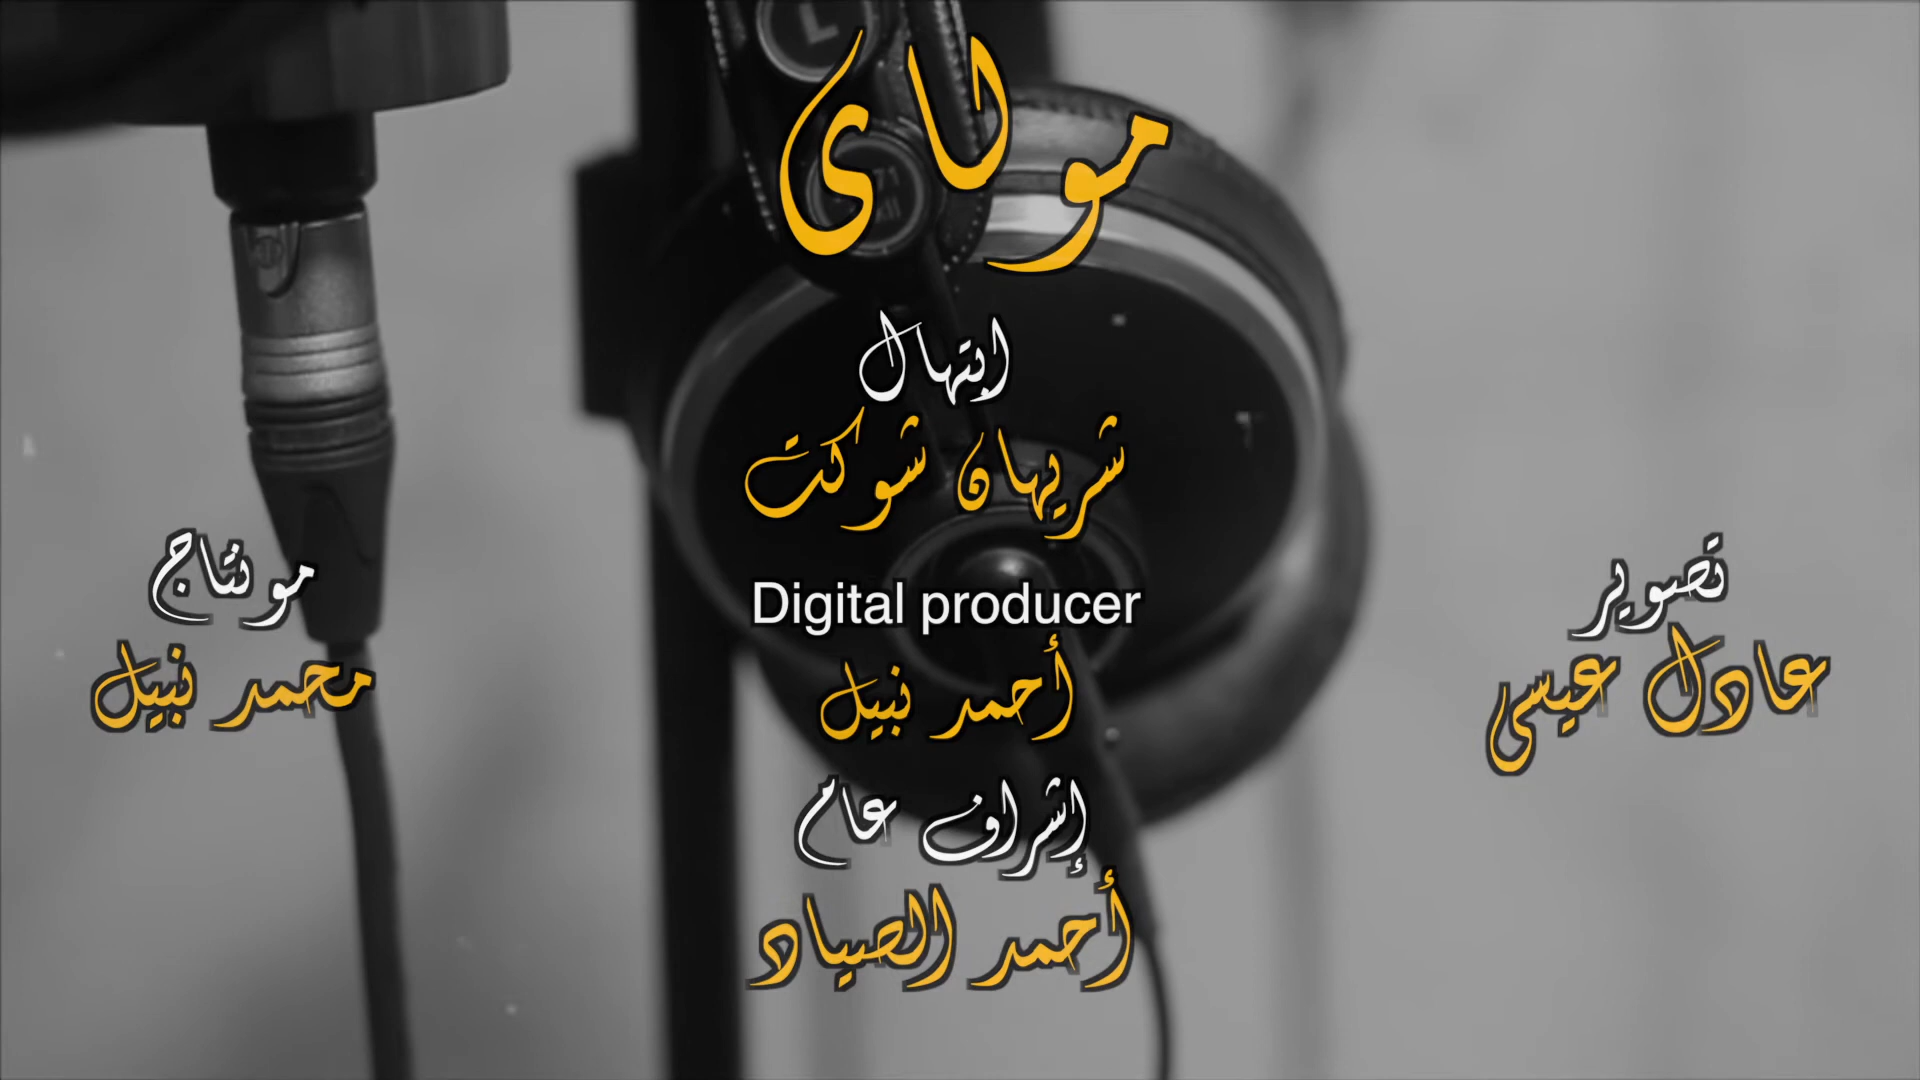 مولاى
ابتهال
شريهان شوكت
تصوير
عادل عيسى
Digital producer
أحمد نبيل
مونتاج
محمد نبيل
إشراف عام
أحمد الصياد
L